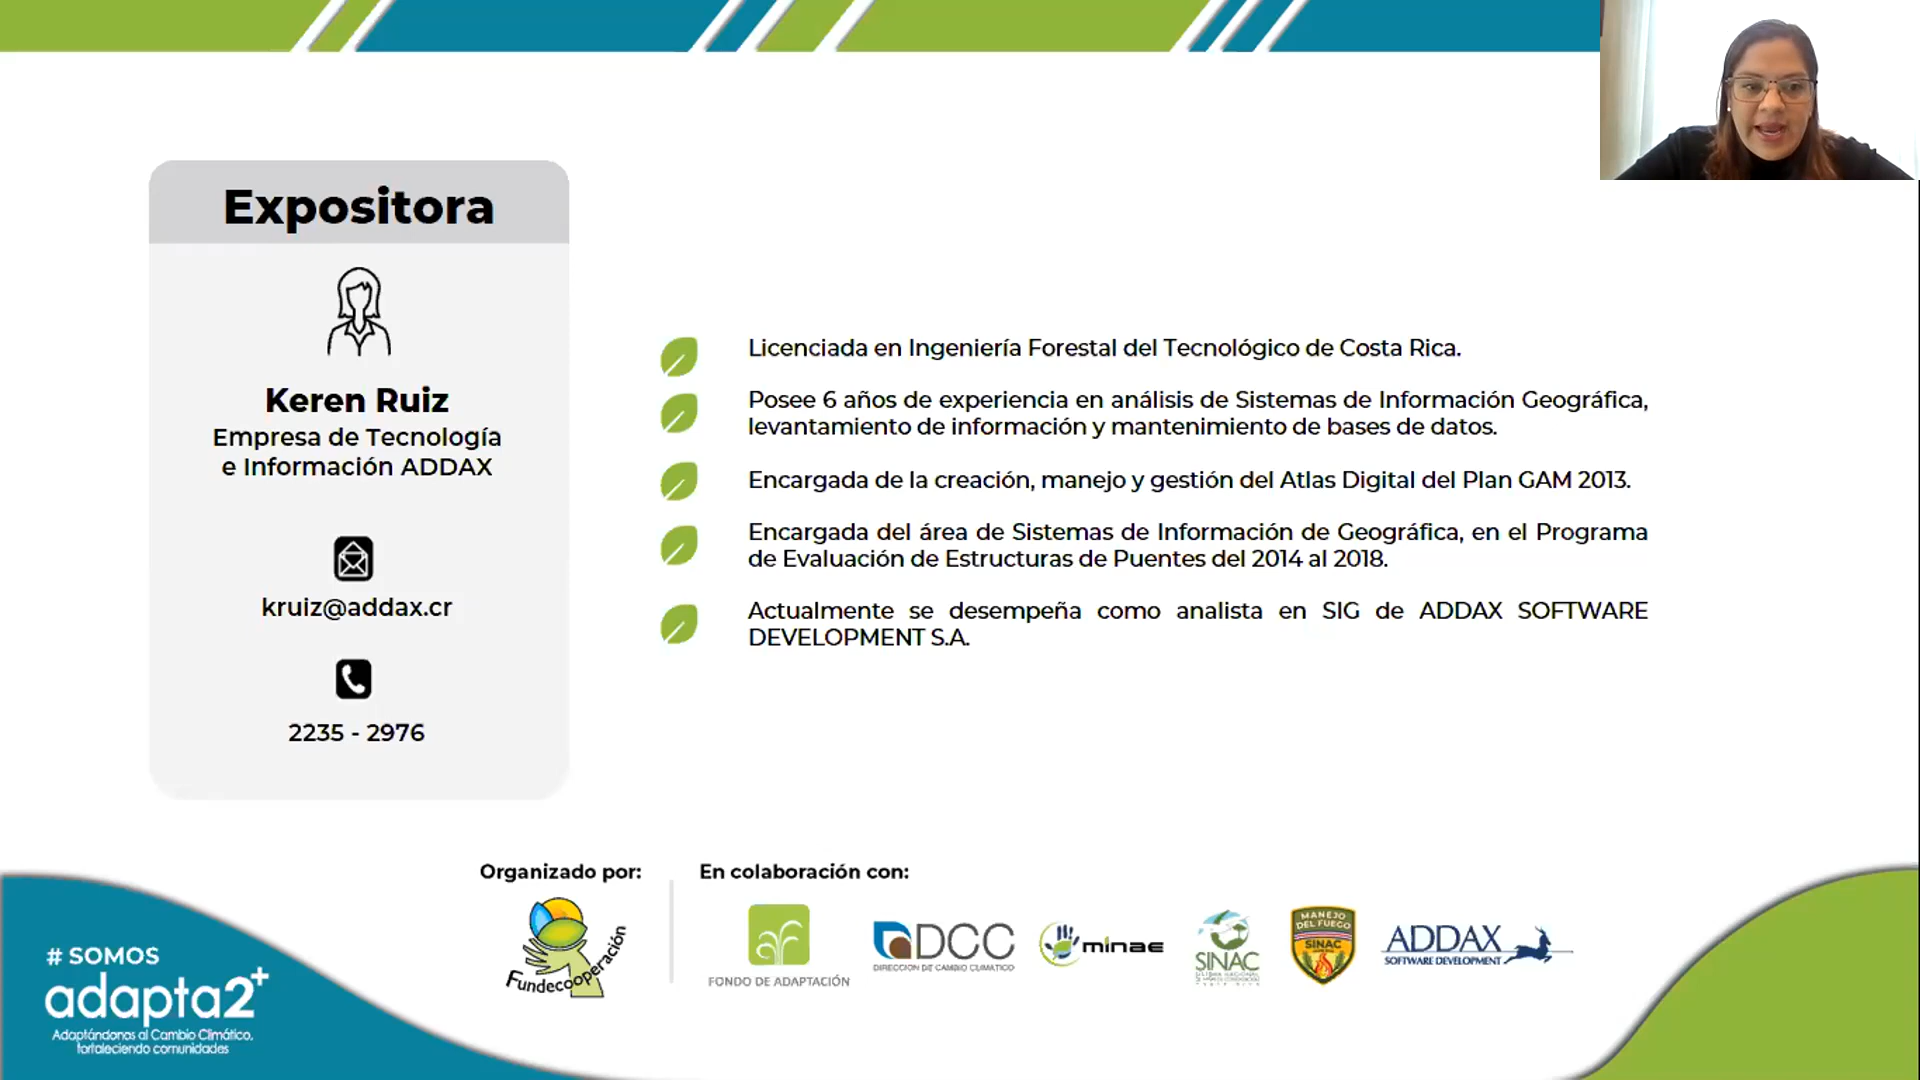 Expositora
Keren Ruiz
Empresa de Tecnología
e Información ADDAX
kruiz@addax.cr
2235 - 2976
Licenciada en Ingeniería Forestal del Tecnológico de Costa Rica.
Posee 6 años de experiencia en análisis de Sistemas de Información Geográfica,
levantamiento de información y mantenimiento de bases de datos.
Encargada de la creación, manejo y gestión del Atlas Digital del Plan GAM 2013.
Encargada del área de Sistemas de Información de Geográfica, en el Programa
de Evaluación de Estructuras de Puentes del 2014 al 2018.
Actualmente se desempeña como analista en SIG de ADDAX SOFTWARE
DEVELOPMENT S.A.
Organizado por:
Fundecooperación
En colaboración con:
af
FONDO DE ADAPTACIÓN
DCC
DIRECCION DE CAMBIO CLIMATICO
minae
SINAC
MANEJO
DEL FUEGO
SINAC
ADDAX
SOFTWARE DEVELOPMENT
# SOMOS
adapta2+
Adaptándonos al Cambio Climático,
fortaleciendo comunidades